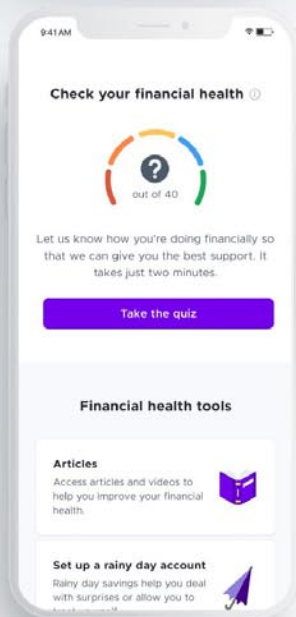 9:41 AM
Check your financial health
?
out of 40
Let us know how you're doing financially so
that we can give you the best support. It
takes just two minutes.
Take the quiz
Financial health tools
Articles
Access articles and videos to
help you improve your financial
health.
Set up a rainy day account
Rainy day savings help you deal
with surprises or allow you to